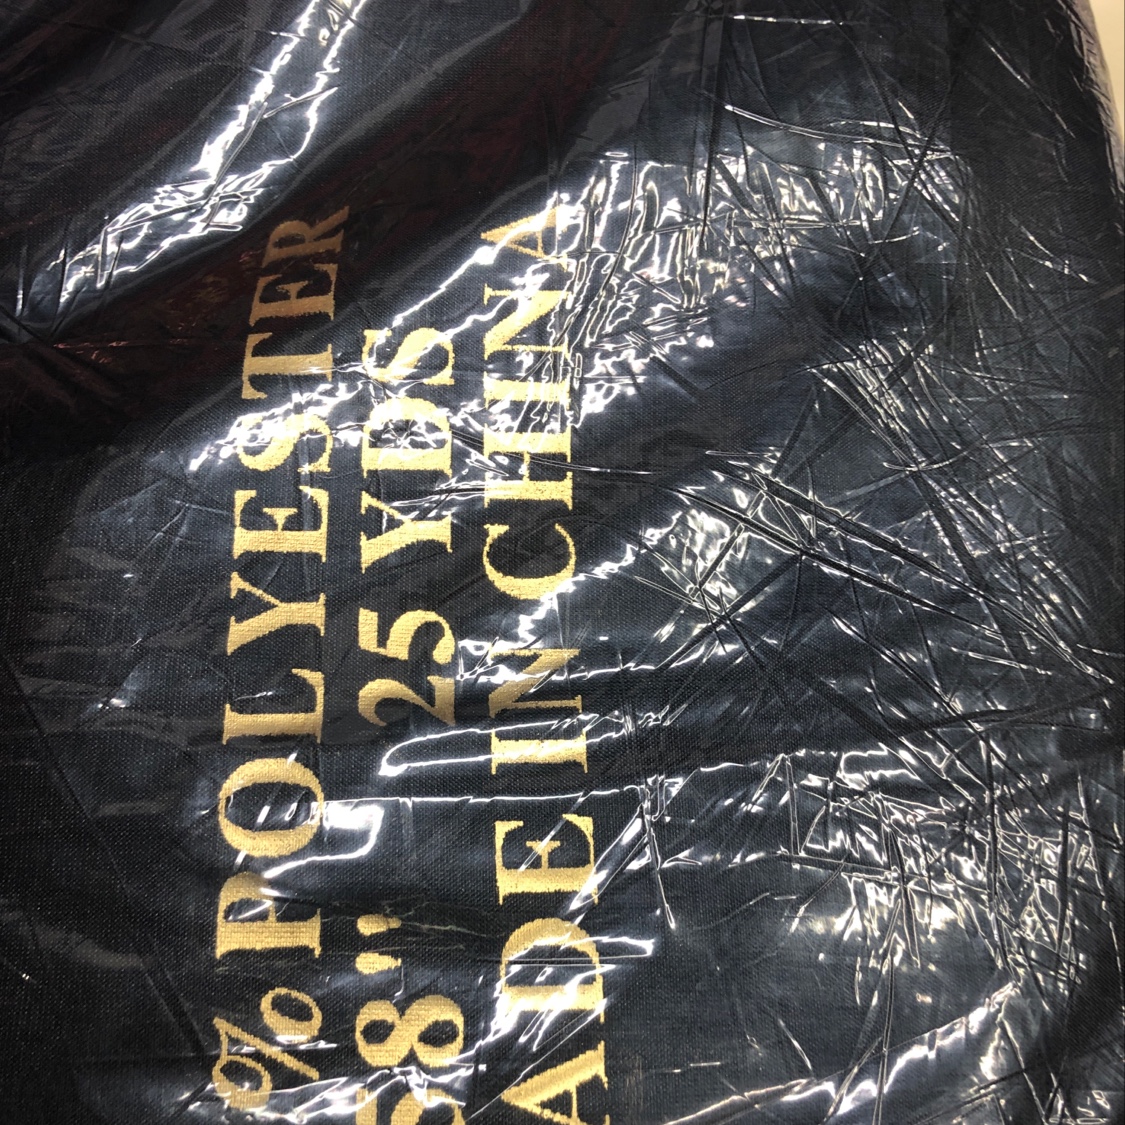 % POLYESTER
58" 25 YDS
ADE IN CHINA